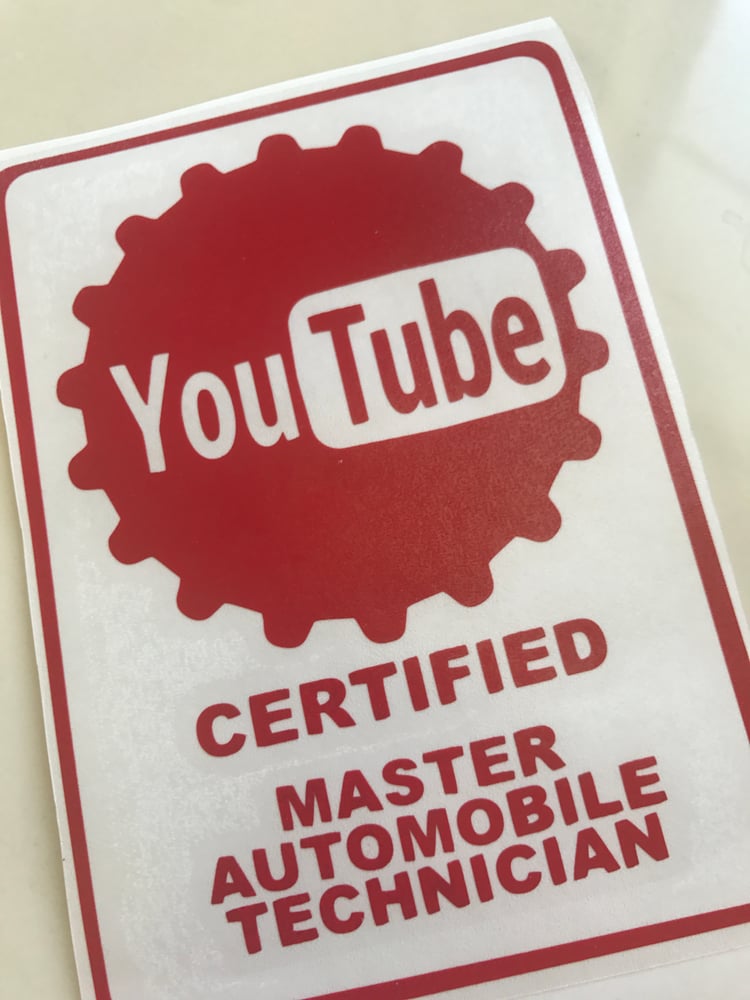 YouTube
CERTIFIED
MASTER
AUTOMOBILE
TECHNICIAN